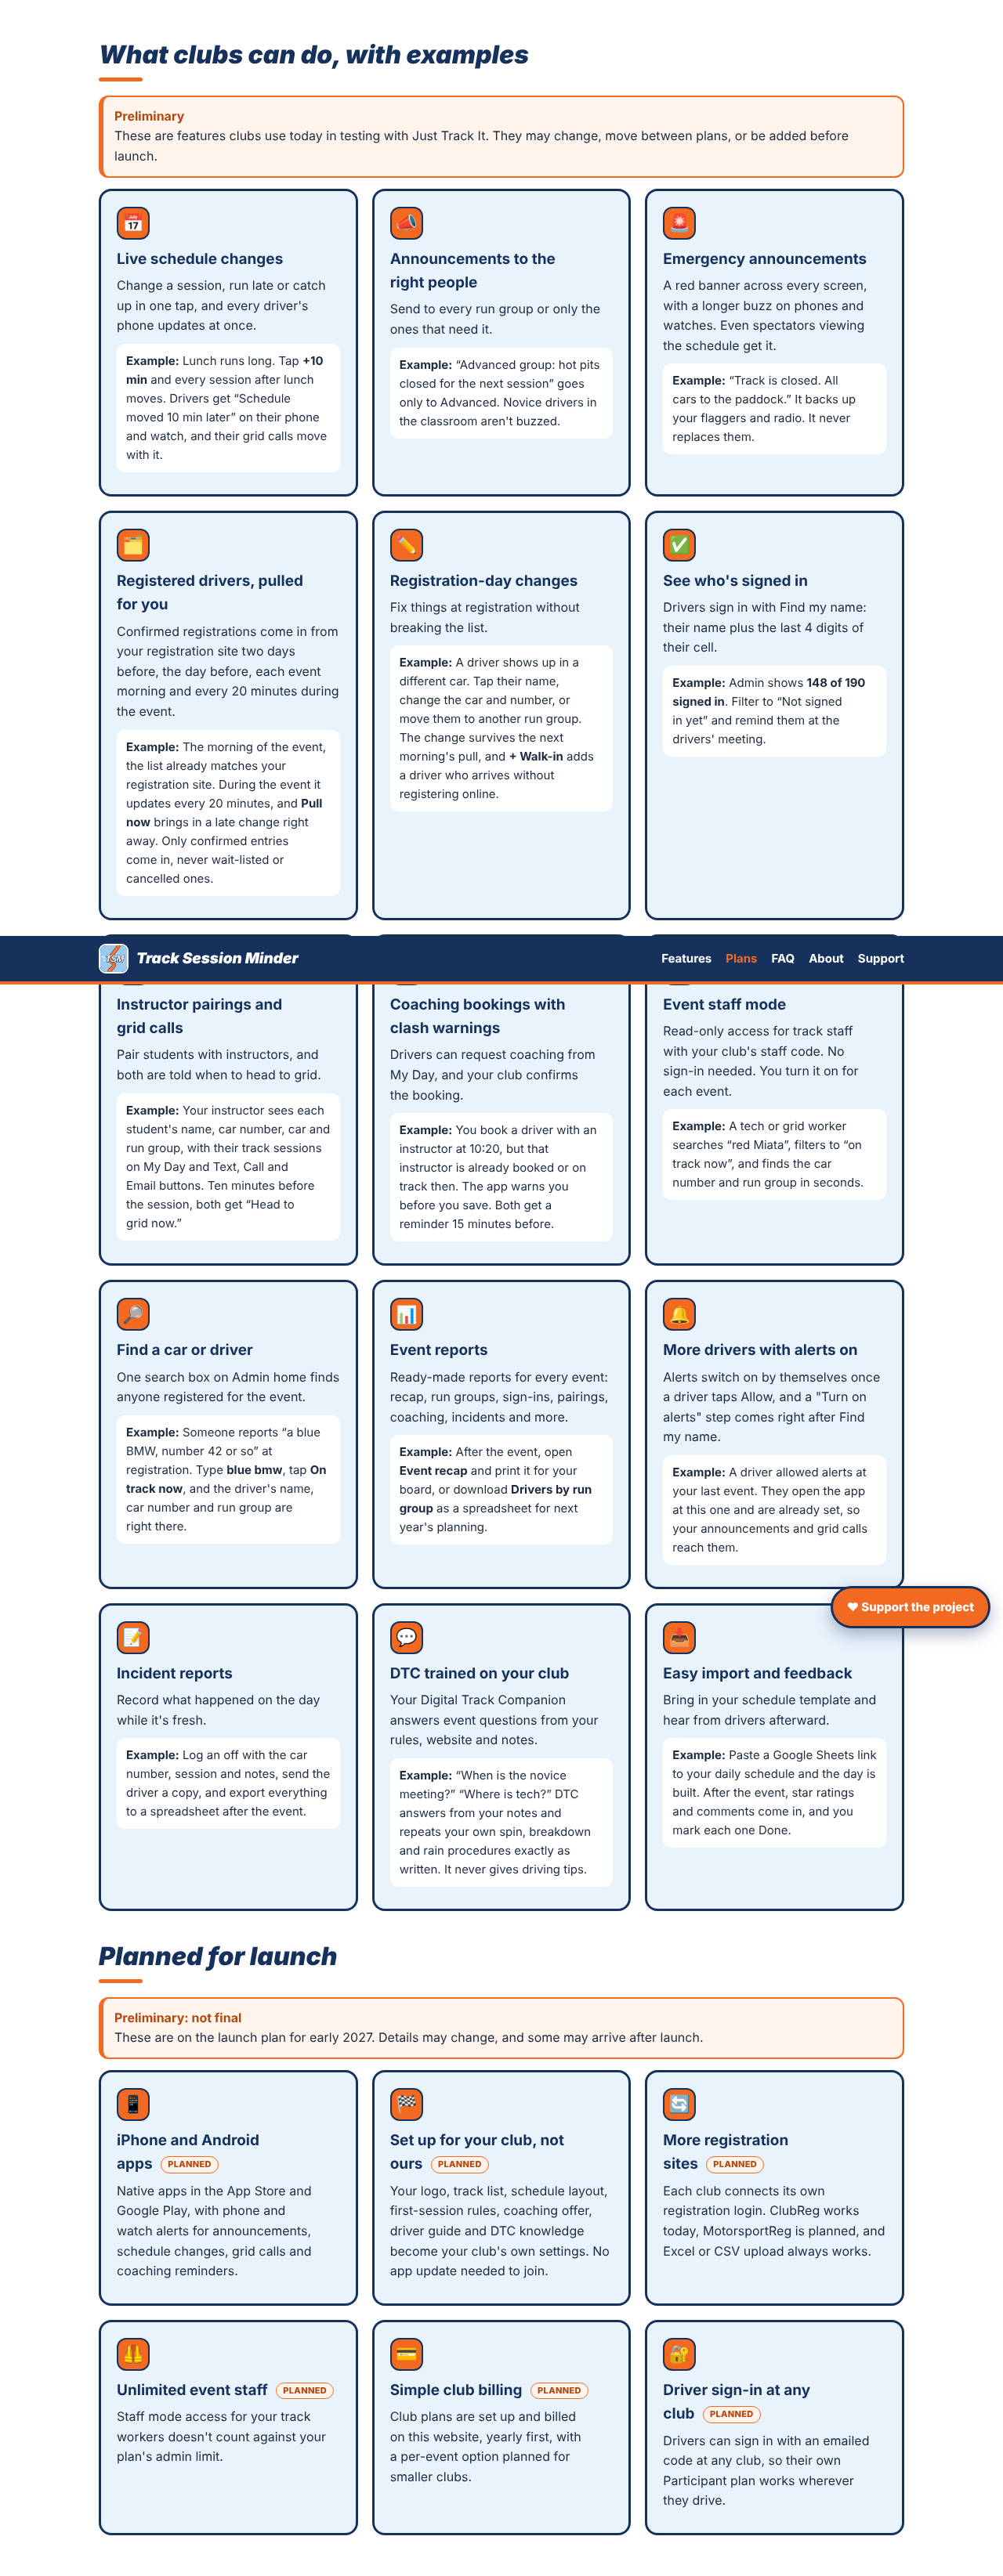 What clubs can do, with examples
Preliminary
These are features clubs use today in testing with Just Track It. They may change, move between plans, or be added before
launch.
Live schedule changes
Change a session, run late or catch
up in one tap, and every driver's
phone updates at once.
Example: Lunch runs long. Tap +10
min and every session after lunch
moves. Drivers get “Schedule
moved 10 min later” on their phone
and watch, and their grid calls move
with it.
Announcements to the
right people
Send to every run group or only the
ones that need it.
Example: “Advanced group: hot pits
closed for the next session” goes
only to Advanced. Novice drivers in
the classroom aren't buzzed.
Emergency announcements
A red banner across every screen,
with a longer buzz on phones and
watches. Even spectators viewing
the schedule get it.
Example: “Track is closed. All
cars to the paddock.” It backs up
your flaggers and radio. It never
replaces them.
Registered drivers, pulled
for you
Confirmed registrations come in from
your registration site two days
before, the day before, each event
morning and every 20 minutes during
the event.
Example: The morning of the event,
the list already matches your
registration site. During the event it
updates every 20 minutes, and Pull
now brings in a late change right
away. Only confirmed entries
come in, never wait-listed or
cancelled ones.
Registration-day changes
Fix things at registration without
breaking the list.
Example: A driver shows up in a
different car. Tap their name,
change the car and number, or
move them to another run group.
The change survives the next
morning's pull, and + Walk-in adds
a driver who arrives without
registering online.
See who's signed in
Drivers sign in with Find my name:
their name plus the last 4 digits of
their cell.
Example: Admin shows 148 of 190
signed in. Filter to “Not signed
in yet” and remind them at the
drivers' meeting.
TSM
Track Session Minder
Features Plans FAQ About Support
Instructor pairings and
grid calls
Pair students with instructors, and
both are told when to head to grid.
Example: Your instructor sees each
student's name, car number, car and
run group, with their track sessions
on My Day and Text, Call and
Email buttons. Ten minutes before
the session, both get “Head to
grid now.”
Coaching bookings with
clash warnings
Drivers can request coaching from
My Day, and your club confirms
the booking.
Example: You book a driver with an
instructor at 10:20, but that
instructor is already booked or on
track then. The app warns you
before you save. Both get a
reminder 15 minutes before.
Event staff mode
Read-only access for track staff
with your club's staff code. No
sign-in needed. You turn it on for
each event.
Example: A tech or grid worker
searches “red Miata”, filters to “on
track now”, and finds the car
number and run group in seconds.
Find a car or driver
One search box on Admin home finds
anyone registered for the event.
Example: Someone reports “a blue
BMW, number 42 or so” at
registration. Type blue bmw, tap On
track now, and the driver's name,
car number and run group are
right there.
Event reports
Ready-made reports for every event:
recap, run groups, sign-ins, pairings,
coaching, incidents and more.
Example: After the event, open
Event recap and print it for your
board, or download Drivers by run
group as a spreadsheet for next
year's planning.
More drivers with alerts on
Alerts switch on by themselves once
a driver taps Allow, and a "Turn on
alerts" step comes right after Find
my name.
Example: A driver allowed alerts at
your last event. They open the app
at this one and are already set, so
your announcements and grid calls
reach them.
♥ Support the project
Incident reports
Record what happened on the day
while it's fresh.
Example: Log an off with the car
number, session and notes, send the
driver a copy, and export everything
to a spreadsheet after the event.
DTC trained on your club
Your Digital Track Companion
answers event questions from your
rules, website and notes.
Example: “When is the novice
meeting?” “Where is tech?” DTC
answers from your notes and
repeats your own spin, breakdown
and rain procedures exactly as
written. It never gives driving tips.
Easy import and feedback
Bring in your schedule template and
hear from drivers afterward.
Example: Paste a Google Sheets link
to your daily schedule and the day is
built. After the event, star ratings
and comments come in, and you
mark each one Done.
Planned for launch
Preliminary: not final
These are on the launch plan for early 2027. Details may change, and some may arrive after launch.
iPhone and Android
apps PLANNED
Native apps in the App Store and
Google Play, with phone and
watch alerts for announcements,
schedule changes, grid calls and
coaching reminders.
Set up for your club, not
ours PLANNED
Your logo, track list, schedule layout,
first-session rules, coaching offer,
driver guide and DTC knowledge
become your club's own settings. No
app update needed to join.
More registration
sites PLANNED
Each club connects its own
registration login. ClubReg works
today, MotorsportReg is planned, and
Excel or CSV upload always works.
Unlimited event staff PLANNED
Staff mode access for your track
workers doesn't count against your
plan's admin limit.
Simple club billing PLANNED
Club plans are set up and billed
on this website, yearly first, with
a per-event option planned for
smaller clubs.
Driver sign-in at any
club PLANNED
Drivers can sign in with an emailed
code at any club, so their own
Participant plan works wherever
they drive.